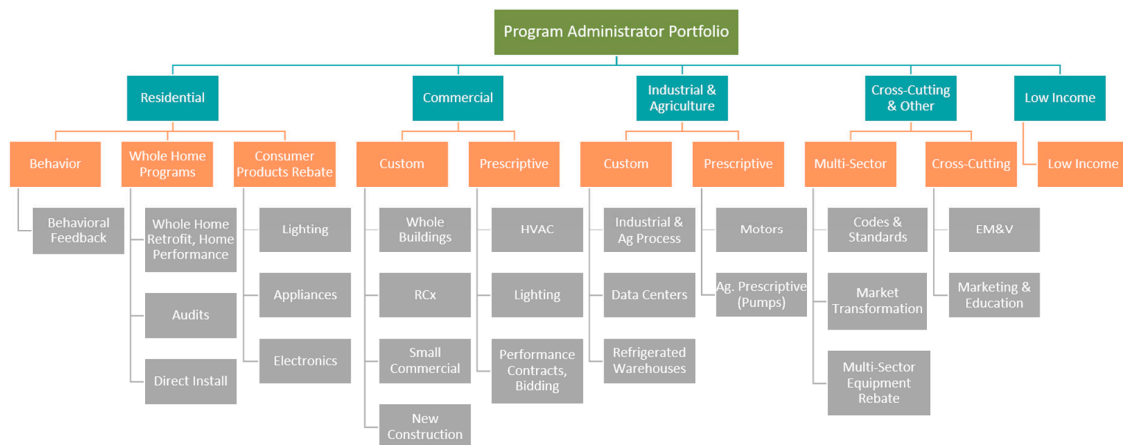 Program Administrator Portfolio
Residential
Commercial
Industrial &
Agriculture
Cross-Cutting
& Other
Low Income
Behavior
Whole Home
Programs
Consumer
Products Rebate
Custom
Prescriptive
Custom
Prescriptive
Multi-Sector
Cross-Cutting
Low Income
Behavioral
Feedback
Whole Home
Retrofit, Home
Performance
Lighting
Whole
Buildings
HVAC
Industrial &
Ag Process
Motors
Codes &
Standards
EM&V
Audits
Appliances
RCx
Lighting
Data Centers
Ag. Prescriptive
(Pumps)
Market
Transformation
Marketing &
Education
Direct Install
Electronics
Small
Commercial
Performance
Contracts,
Bidding
Refrigerated
Warehouses
Multi-Sector
Equipment
Rebate
New
Construction